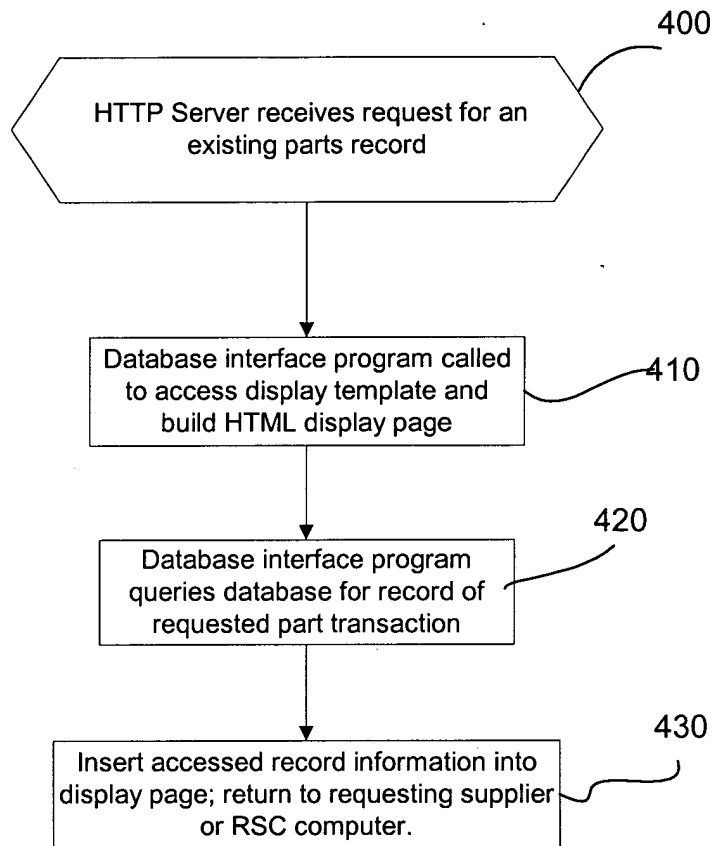 400
HTTP Server receives request for an
existing parts record
Database interface program called
to access display template and
build HTML display page
410
420
Database interface program
queries database for record of
requested part transaction
430
Insert accessed record information into
display page; return to requesting supplier
or RSC computer.